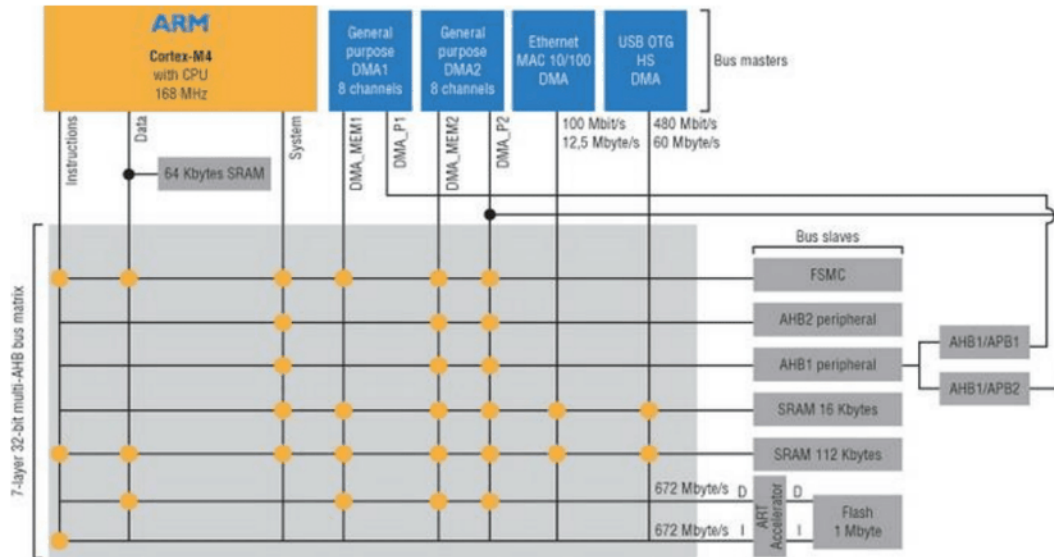 ARM
Cortex-M4
with CPU
168 MHz
General
purpose
DMA1
8 channels
General
purpose
DMA2
8 channels
Ethernet
MAC 10/100
DMA
USB OTG
HS
DMA
Bus masters
Instructions
Data
System
DMA_MEM1
DMA_P1
DMA_MEM2
DMA_P2
100 Mbit/s
12,5 Mbyte/s
480 Mbit/s
60 Mbyte/s
64 Kbytes SRAM
7-layer 32-bit multi-AHB bus matrix
Bus slaves
FSMC
AHB2 peripheral
AHB1 peripheral
AHB1/APB1
AHB1/APB2
SRAM 16 Kbytes
SRAM 112 Kbytes
672 Mbyte/s D
672 Mbyte/s I
ART
Accelerator
D
I
Flash
1 Mbyte